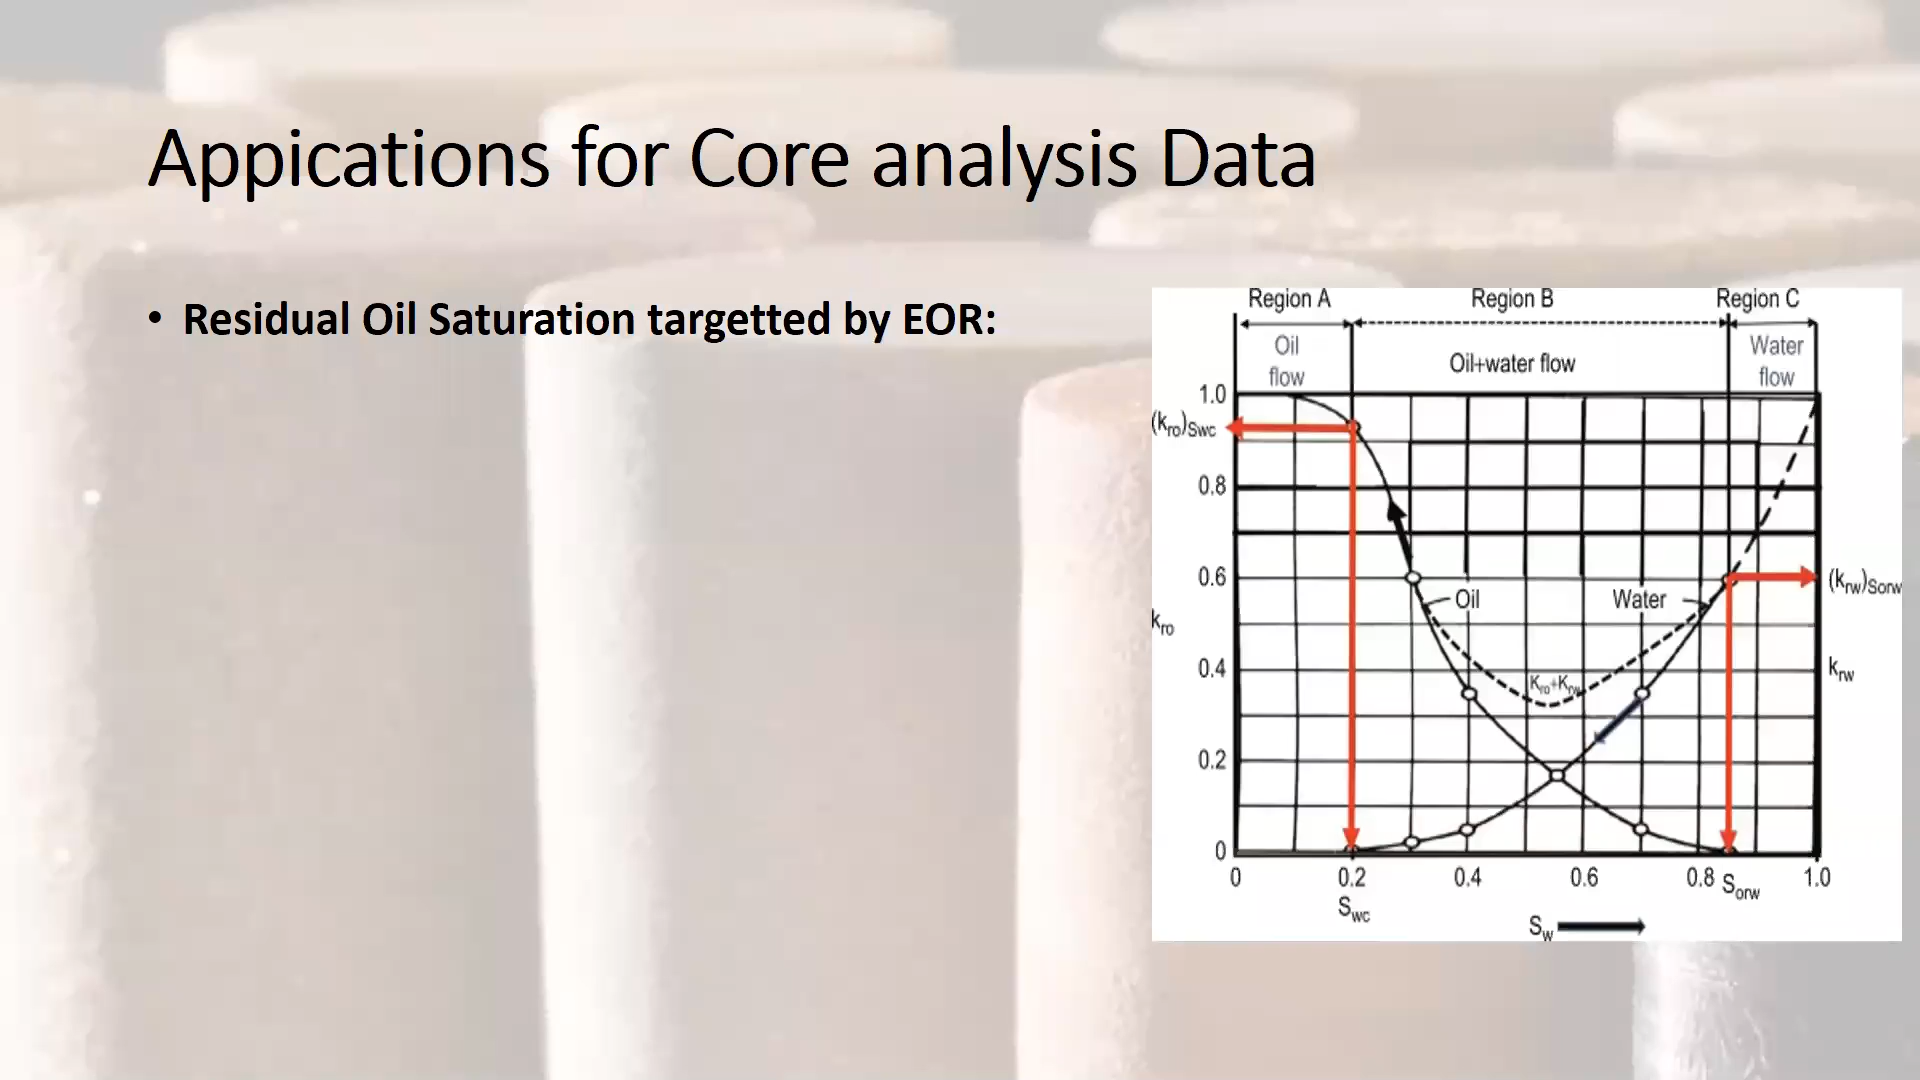 Appications for Core analysis Data
• Residual Oil Saturation targetted by EOR:
Region A Region B Region C
Oil flow Oil+water flow Water flow
1.0
(kro)Swc
0.8
0.6 (krw)Sorw
Oil Water
kro
0.4 krw
Kro+Krw
0.2
0
0 0.2 0.4 0.6 0.8 Sorw 1.0
Swc
Sw